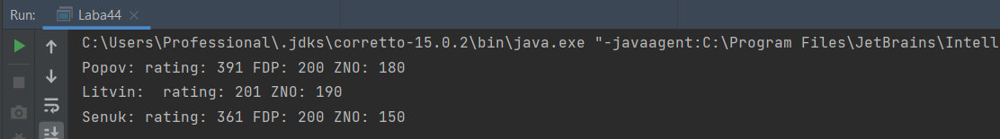 Run: Laba44
C:\Users\Professional\.jdks\corretto-15.0.2\bin\java.exe "-javaagent:C:\Program Files\JetBrains\Intell
Popov: rating: 391 FDP: 200 ZNO: 180
Litvin:  rating: 201 ZNO: 190
Senuk: rating: 361 FDP: 200 ZNO: 150